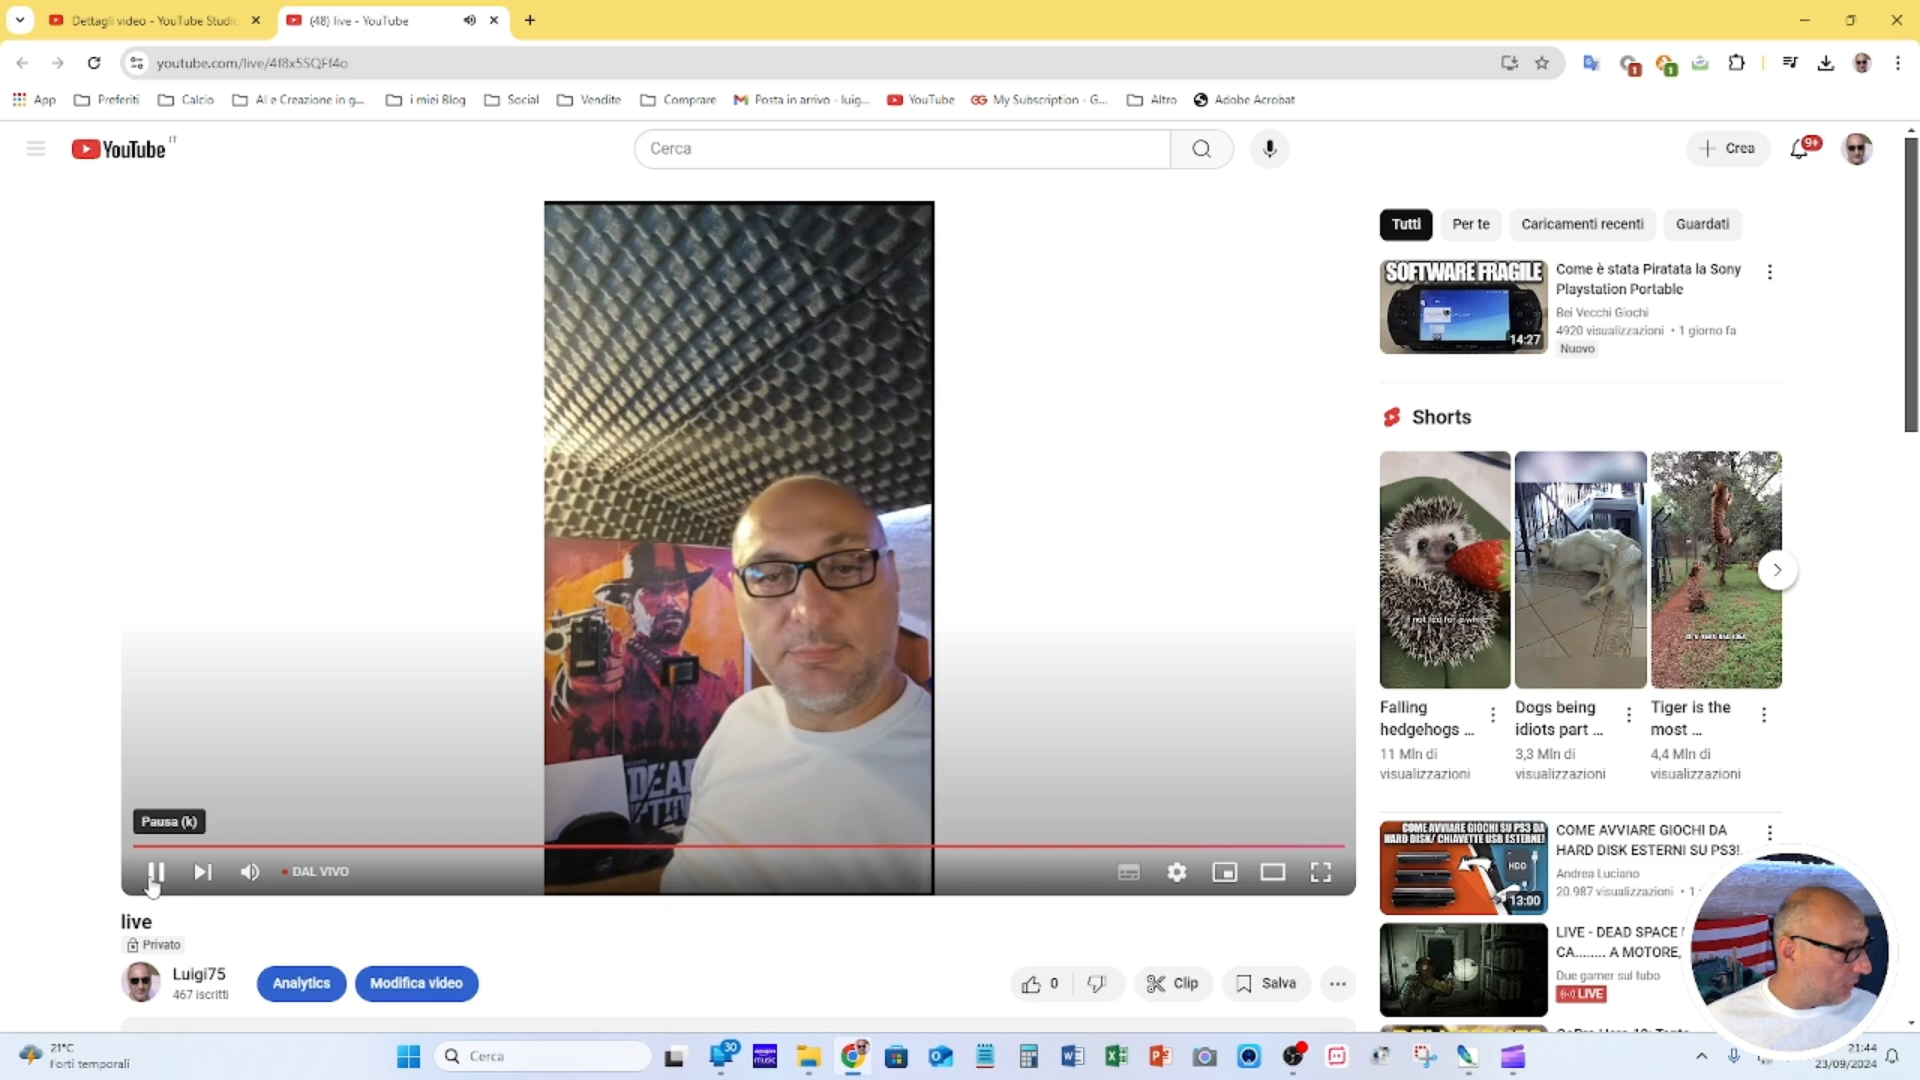 Dettagli video - YouTube Studio
(48) live - YouTube
youtube.com/live/4f8x5SQFf4o
App
Preferiti
Calcio
AI e Creazione in g...
i miei Blog
Social
Vendite
Comprare
Posta in arrivo - luig...
YouTube
My Subscription - G...
Altro
Adobe Acrobat
YouTube IT
Cerca
Crea
9+
Tutti
Per te
Caricamenti recenti
Guardati
SOFTWARE FRAGILE
14:27
Come è stata Piratata la Sony
Playstation Portable
Bei Vecchi Giochi
4920 visualizzazioni • 1 giorno fa
Nuovo
Shorts
Falling
hedgehogs ...
11 Mln di
visualizzazioni
Dogs being
idiots part ...
3,3 Mln di
visualizzazioni
Tiger is the
most ...
4,4 Mln di
visualizzazioni
DEAD
Pausa (k)
DAL VIVO
live
Privato
Luigi75
467 iscritti
Analytics
Modifica video
0
Clip
Salva
COME AVVIARE GIOCHI SU PS3 DA
HARD DISK/ CHIAVETTE USB ESTERNE!
HDD
13:00
COME AVVIARE GIOCHI DA
HARD DISK ESTERNI SU PS3!
Andrea Luciano
20.987 visualizzazioni • 1
LIVE - DEAD SPACE
CA........ A MOTORE,
Due gamer sul tubo
LIVE
21°C
Forti temporali
Cerca
30
amazon
music
21:44
23/09/2024